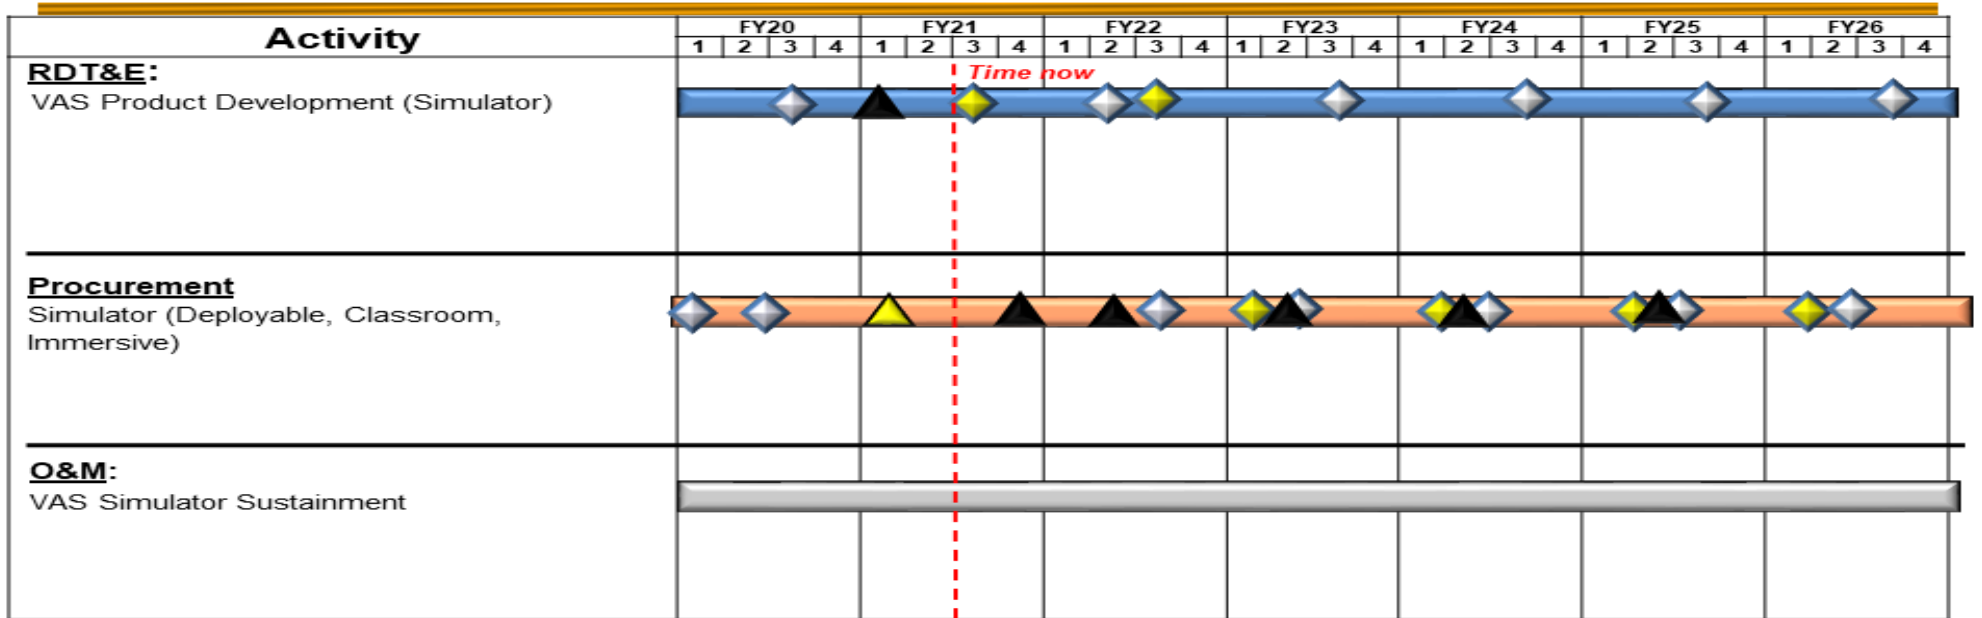 Activity
FY20 FY21 FY22 FY23 FY24 FY25 FY26
1 2 3 4 1 2 3 4 1 2 3 4 1 2 3 4 1 2 3 4 1 2 3 4 1 2 3 4
RDT&E:
Time now
VAS Product Development (Simulator)
Procurement
Simulator (Deployable, Classroom,
Immersive)
O&M:
VAS Simulator Sustainment